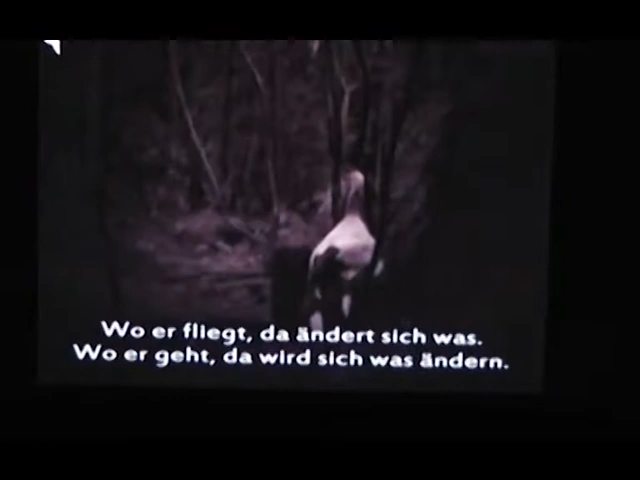 Wo er fliegt, da ändert sich was.
Wo er geht, da wird sich was ändern.